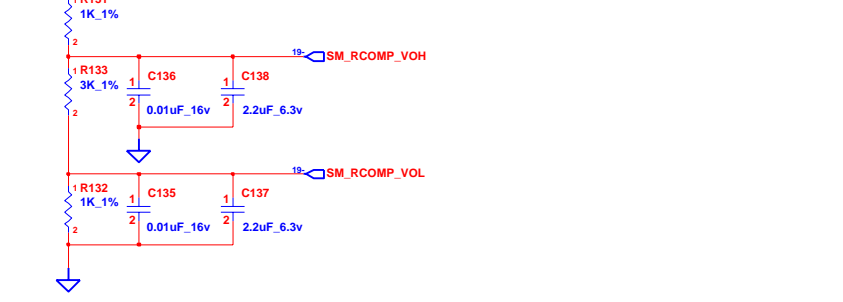 1K_1%
2
19- SM_RCOMP_VOH
1 R133
3K_1%
2
1 C136
2
0.01uF_16v
1 C138
2
2.2uF_6.3v
19- SM_RCOMP_VOL
1 R132
1K_1%
2
1 C135
2
0.01uF_16v
1 C137
2
2.2uF_6.3v